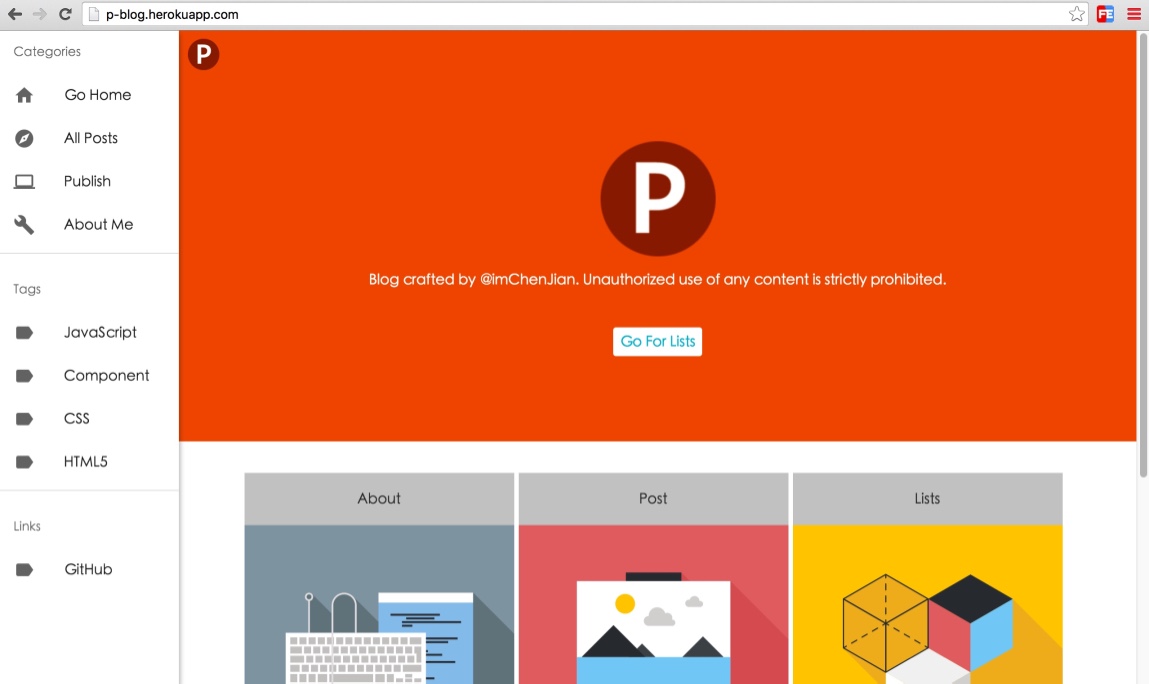 p-blog.herokuapp.com
FE
Categories
Go Home
All Posts
Publish
About Me
Tags
JavaScript
Component
CSS
HTML5
Links
GitHub
P
P
Blog crafted by @imChenJian. Unauthorized use of any content is strictly prohibited.
Go For Lists
About
Post
Lists